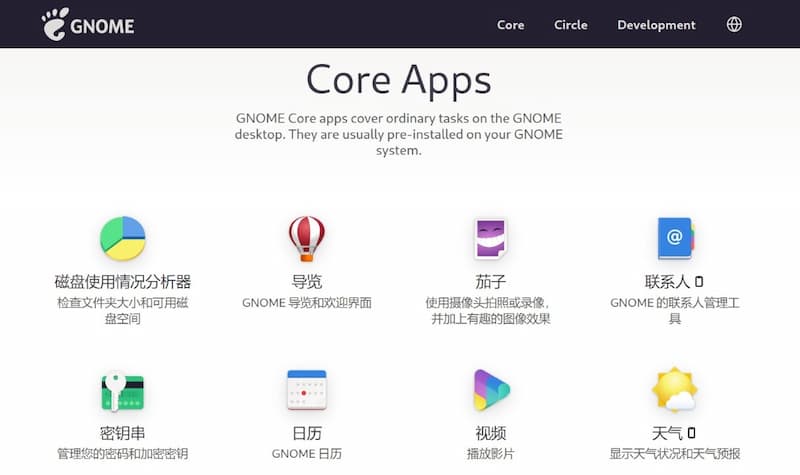 GNOME
Core Circle Development
Core Apps
GNOME Core apps cover ordinary tasks on the GNOME
desktop. They are usually pre-installed on your GNOME
system.
@
磁盘使用情况分析器
导览
茄子
联系人
检查文件夹大小和可用磁
盘空间
GNOME 导览和欢迎界面
使用摄像头拍照或录像，
并加上有趣的图像效果
GNOME 的联系人管理工
具
密钥串
日历
视频
天气
管理您的密码和加密密钥
GNOME 日历
播放影片
显示天气状况和天气预报